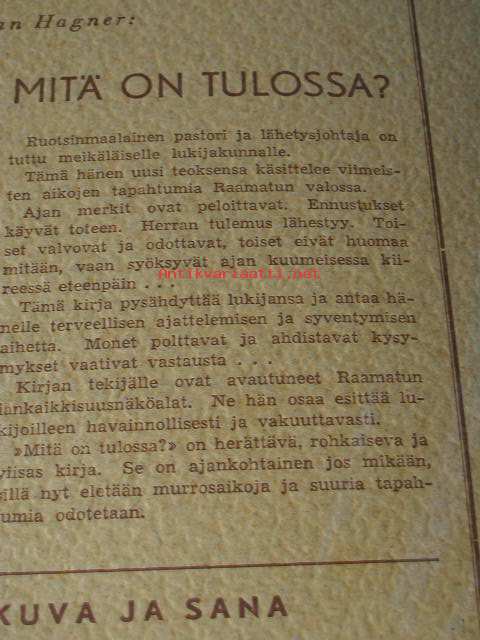 an Hagner:
MITÄ ON TULOSSA?
Ruotsinmaalainen pastori ja lähetysjohtaja on
tuttu meikäläiselle lukijakunnalle.
Tämä hänen uusi teoksensa käsittelee viimeis-
ten aikojen tapahtumia Raamatun valossa.
Ajan merkit ovat peloittavat. Ennustukset
käyvät toteen. Herran tulemus lähestyy. Toi-
set valvovat ja odottavat, toiset eivät huomaa
mitään, vaan syöksyvät ajan kuumeisessa kii-
reessä eteenpäin . . .
Antikvariaatti.net
Tämä kirja pysähdyttää lukijansa ja antaa hä-
nelle terveellisen ajattelemisen ja syventymisen
aihetta. Monet polttavat ja ahdistavat kysy-
mykset vaativat vastausta . . .
Kirjan tekijälle ovat avautuneet Raamatun
iankaikkisuusnäköalat. Ne hän osaa esittää lu-
kijoilleen havainnollisesti ja vakuuttavasti.
»Mitä on tulossa?» on herättävä, rohkaiseva ja
viisas kirja. Se on ajankohtainen jos mikään,
sillä nyt eletään murrosaikoja ja suuria tapah-
tumia odotetaan.
KUVA JA SANA